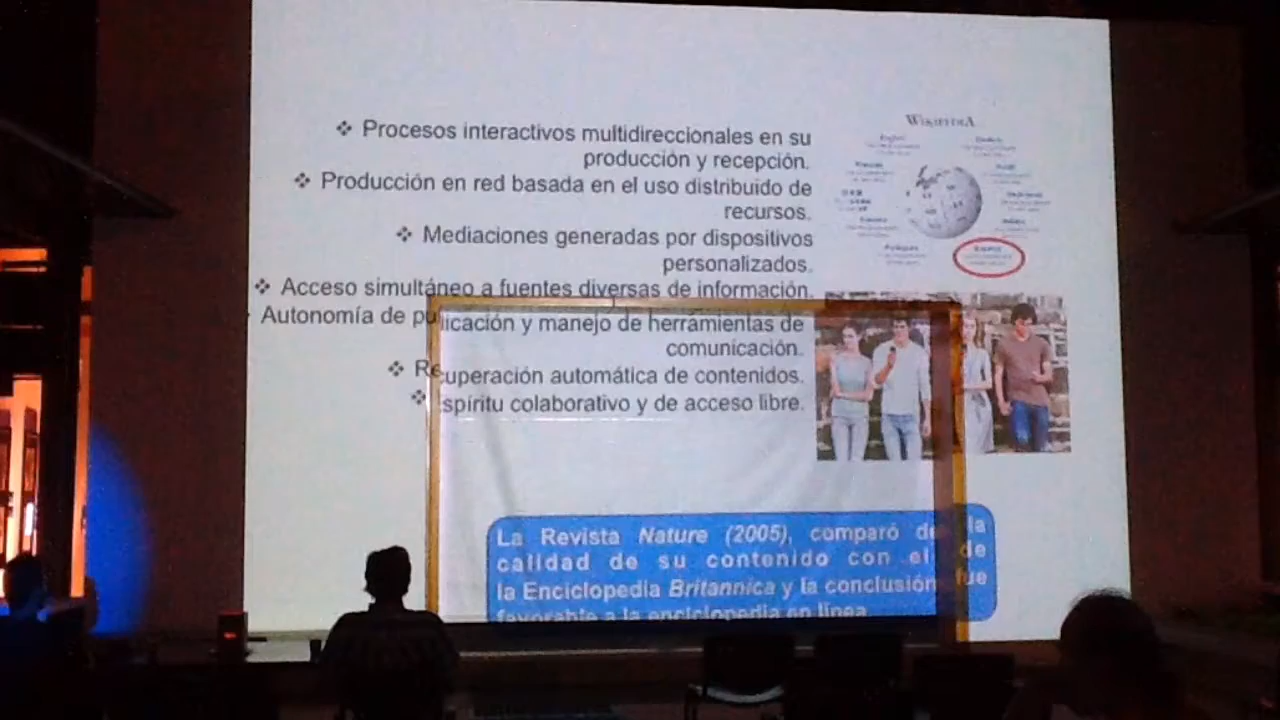 ❖ Procesos interactivos multidireccionales en su
producción y recepción.
❖ Producción en red basada en el uso distribuido de
recursos.
❖ Mediaciones generadas por dispositivos
personalizados.
❖ Acceso simultáneo a fuentes diversas de información.
Autonomía de publicación y manejo de herramientas de
comunicación.
❖ Recuperación automática de contenidos.
❖ Espíritu colaborativo y de acceso libre.
WIKIPEDIA
La Revista Nature (2005), comparó de la
calidad de su contenido con el de
la Enciclopedia Britannica y la conclusión fue
favorable a la enciclopedia en línea